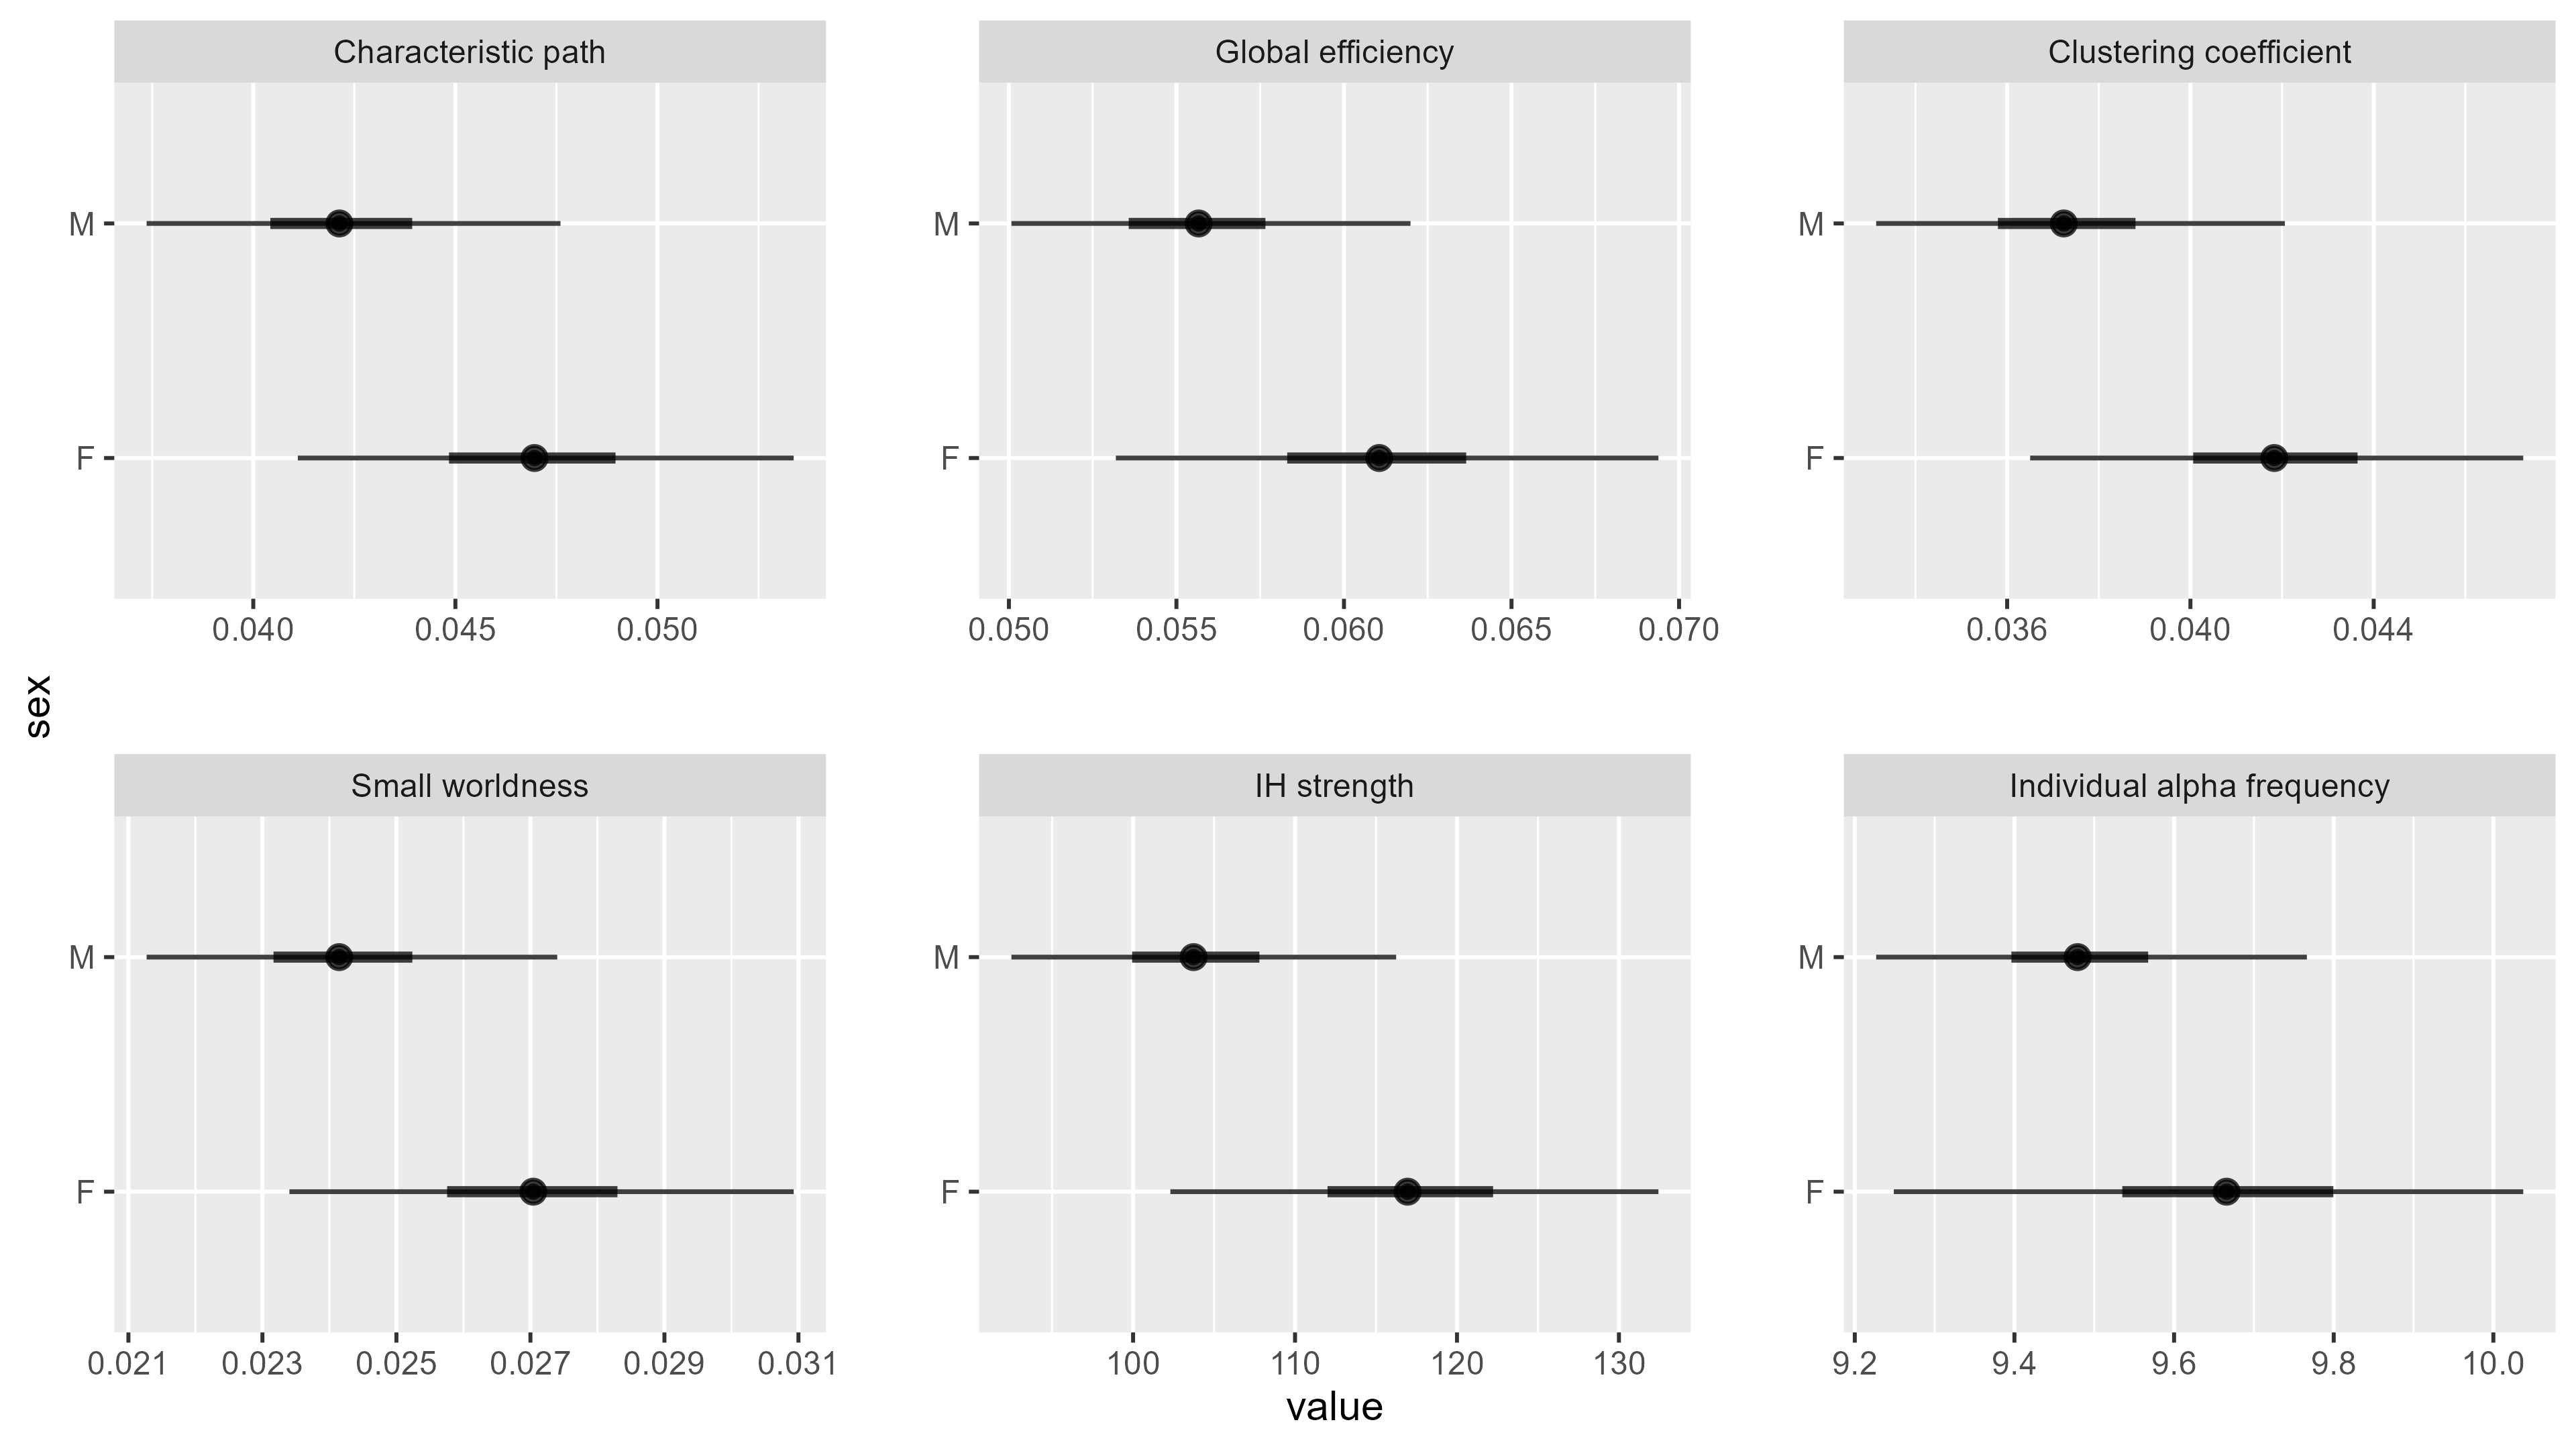 Characteristic path
Global efficiency
Clustering coefficient
M
F
0.040 0.045 0.050
M
F
0.050 0.055 0.060 0.065 0.070
M
F
0.036 0.040 0.044
sex
Small worldness
IH strength
Individual alpha frequency
M
F
0.021 0.023 0.025 0.027 0.029 0.031
M
F
100 110 120 130
M
F
9.2 9.4 9.6 9.8 10.0
value